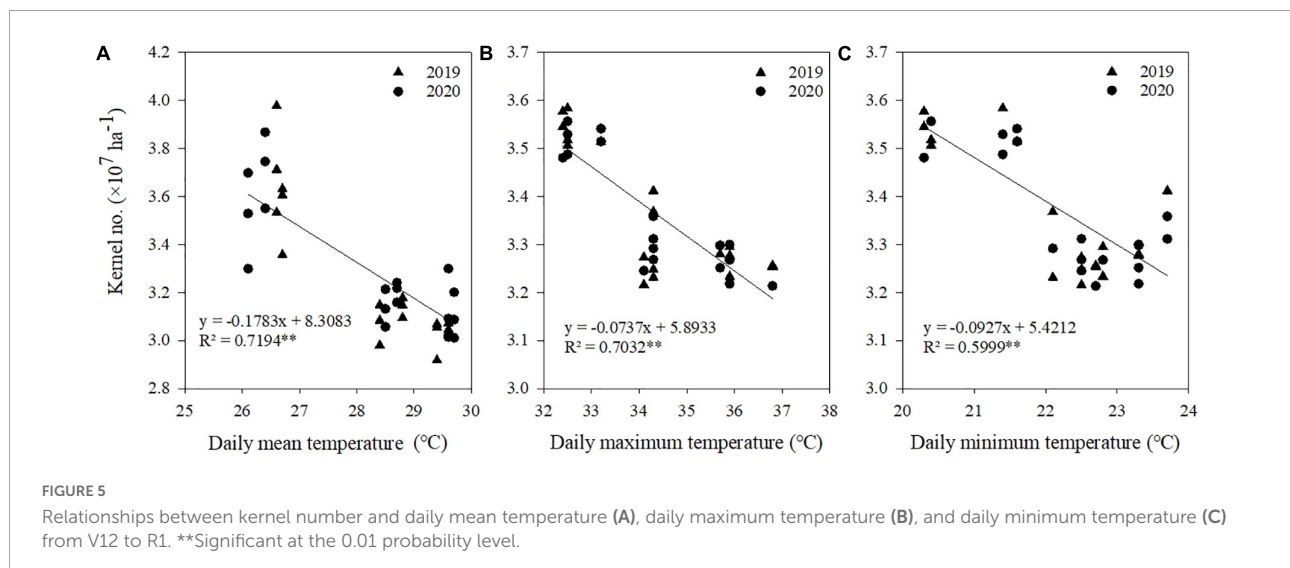 A
4.2
4.0
3.8
3.6
3.4
3.2
3.0
2.8
Kernel no. (×10⁷ ha⁻¹)
▲ 2019
● 2020
y = -0.1783x + 8.3083
R² = 0.7194**
25 26 27 28 29 30
Daily mean temperature (°C)
B
3.7
3.6
3.5
3.4
3.3
3.2
3.1
3.0
▲ 2019
● 2020
y = -0.0737x + 5.8933
R² = 0.7032**
32 33 34 35 36 37 38
Daily maximum temperature (°C)
C
3.7
3.6
3.5
3.4
3.3
3.2
3.1
3.0
▲ 2019
● 2020
y = -0.0927x + 5.4212
R² = 0.5999**
20 21 22 23 24
Daily minimum temperature (°C)
FIGURE 5
Relationships between kernel number and daily mean temperature (A), daily maximum temperature (B), and daily minimum temperature (C)
from V12 to R1. **Significant at the 0.01 probability level.